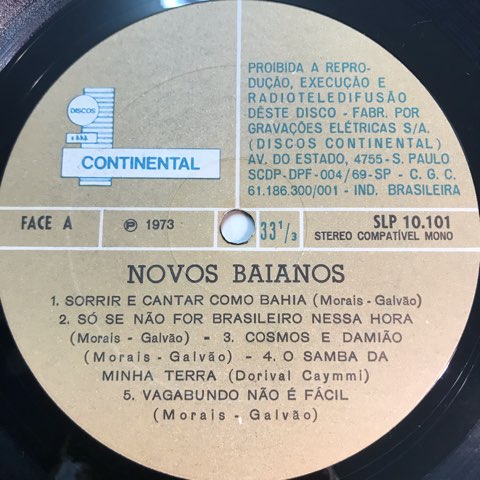 PROIBIDA A REPRO-
DUÇÃO, EXECUÇÃO E
RADIOTELEDIFUSÃO
DÊSTE DISCO - FABR. POR
GRAVAÇÕES ELÉTRICAS S/A.
(DISCOS CONTINENTAL)
AV. DO ESTADO, 4755 - S. PAULO
SCDP-DPF-004/69-SP - C. G. C.
61.186.300/001 - IND. BRASILEIRA
DISCOS
CONTINENTAL
FACE A
℗ 1973
33 1/3
SLP 10.101
STEREO COMPATÍVEL MONO
NOVOS BAIANOS
1. SORRIR E CANTAR COMO BAHIA (Morais - Galvão)
2. SÓ SE NÃO FOR BRASILEIRO NESSA HORA
(Morais - Galvão) - 3. COSMOS E DAMIÃO
(Morais - Galvão) - 4. O SAMBA DA
MINHA TERRA (Dorival Caymmi)
5. VAGABUNDO NÃO É FÁCIL
(Morais - Galvão)